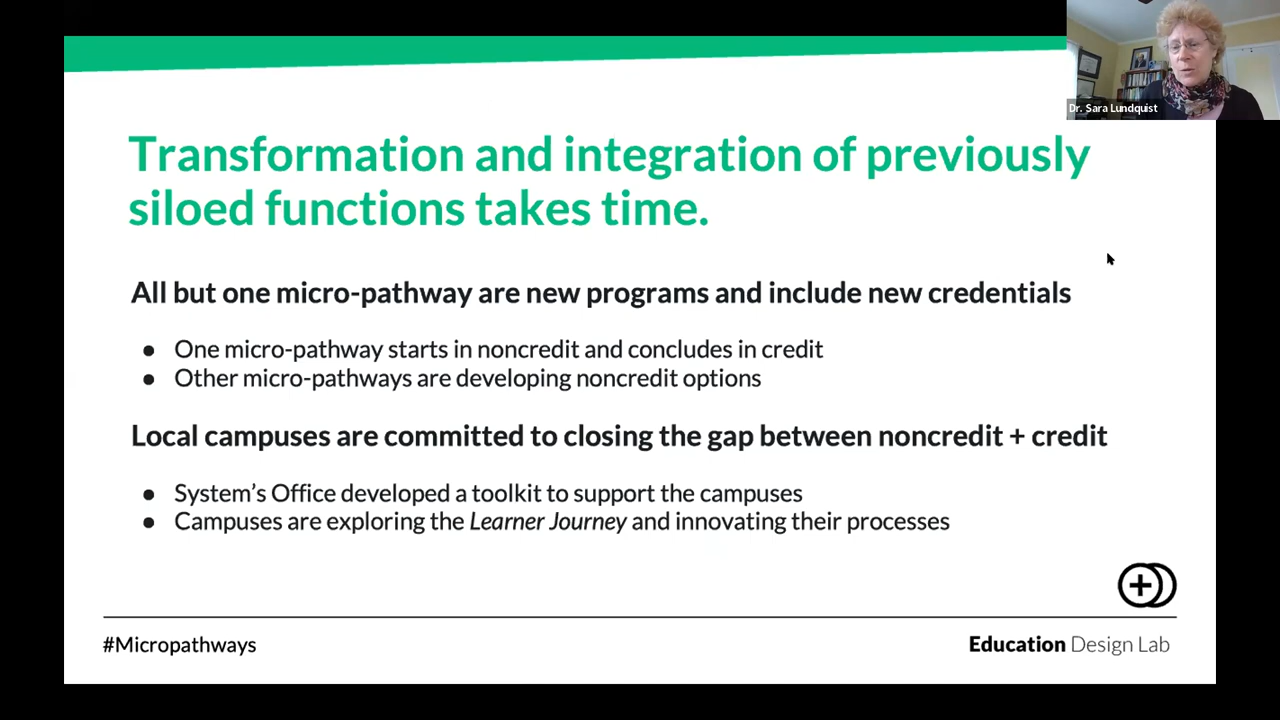 Dr. Sara Lundquist
Transformation and integration of previously
siloed functions takes time.
All but one micro-pathway are new programs and include new credentials
● One micro-pathway starts in noncredit and concludes in credit
● Other micro-pathways are developing noncredit options
Local campuses are committed to closing the gap between noncredit + credit
● System’s Office developed a toolkit to support the campuses
● Campuses are exploring the Learner Journey and innovating their processes
#Micropathways
Education Design Lab